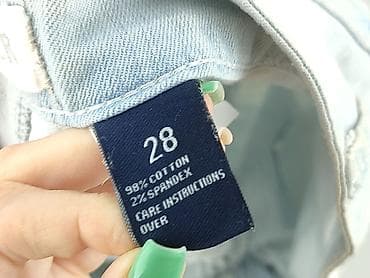 28
98% COTTON
2% SPANDEX
CARE INSTRUCTIONS
OVER